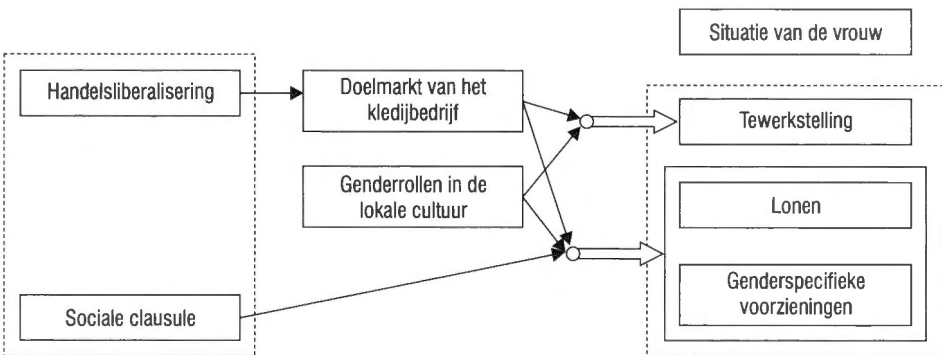 Situatie van de vrouw
Handelsliberalisering
Doelmarkt van het
kledijbedrijf
Tewerkstelling
Genderrollen in de
lokale cultuur
Lonen
Sociale clausule
Genderspecifieke
voorzieningen